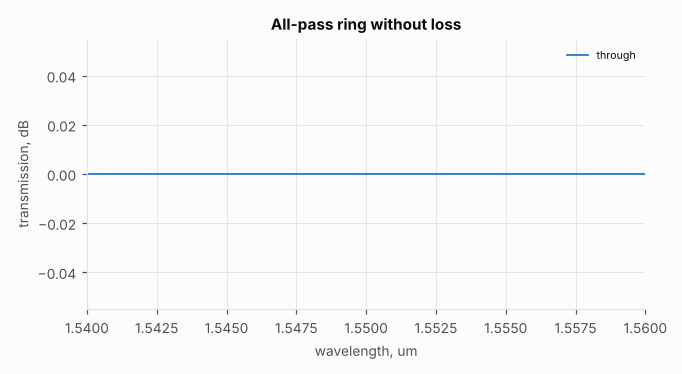 All-pass ring without loss
through
transmission, dB
0.04
0.02
0.00
−0.02
−0.04
1.5400 1.5425 1.5450 1.5475 1.5500 1.5525 1.5550 1.5575 1.5600
wavelength, um